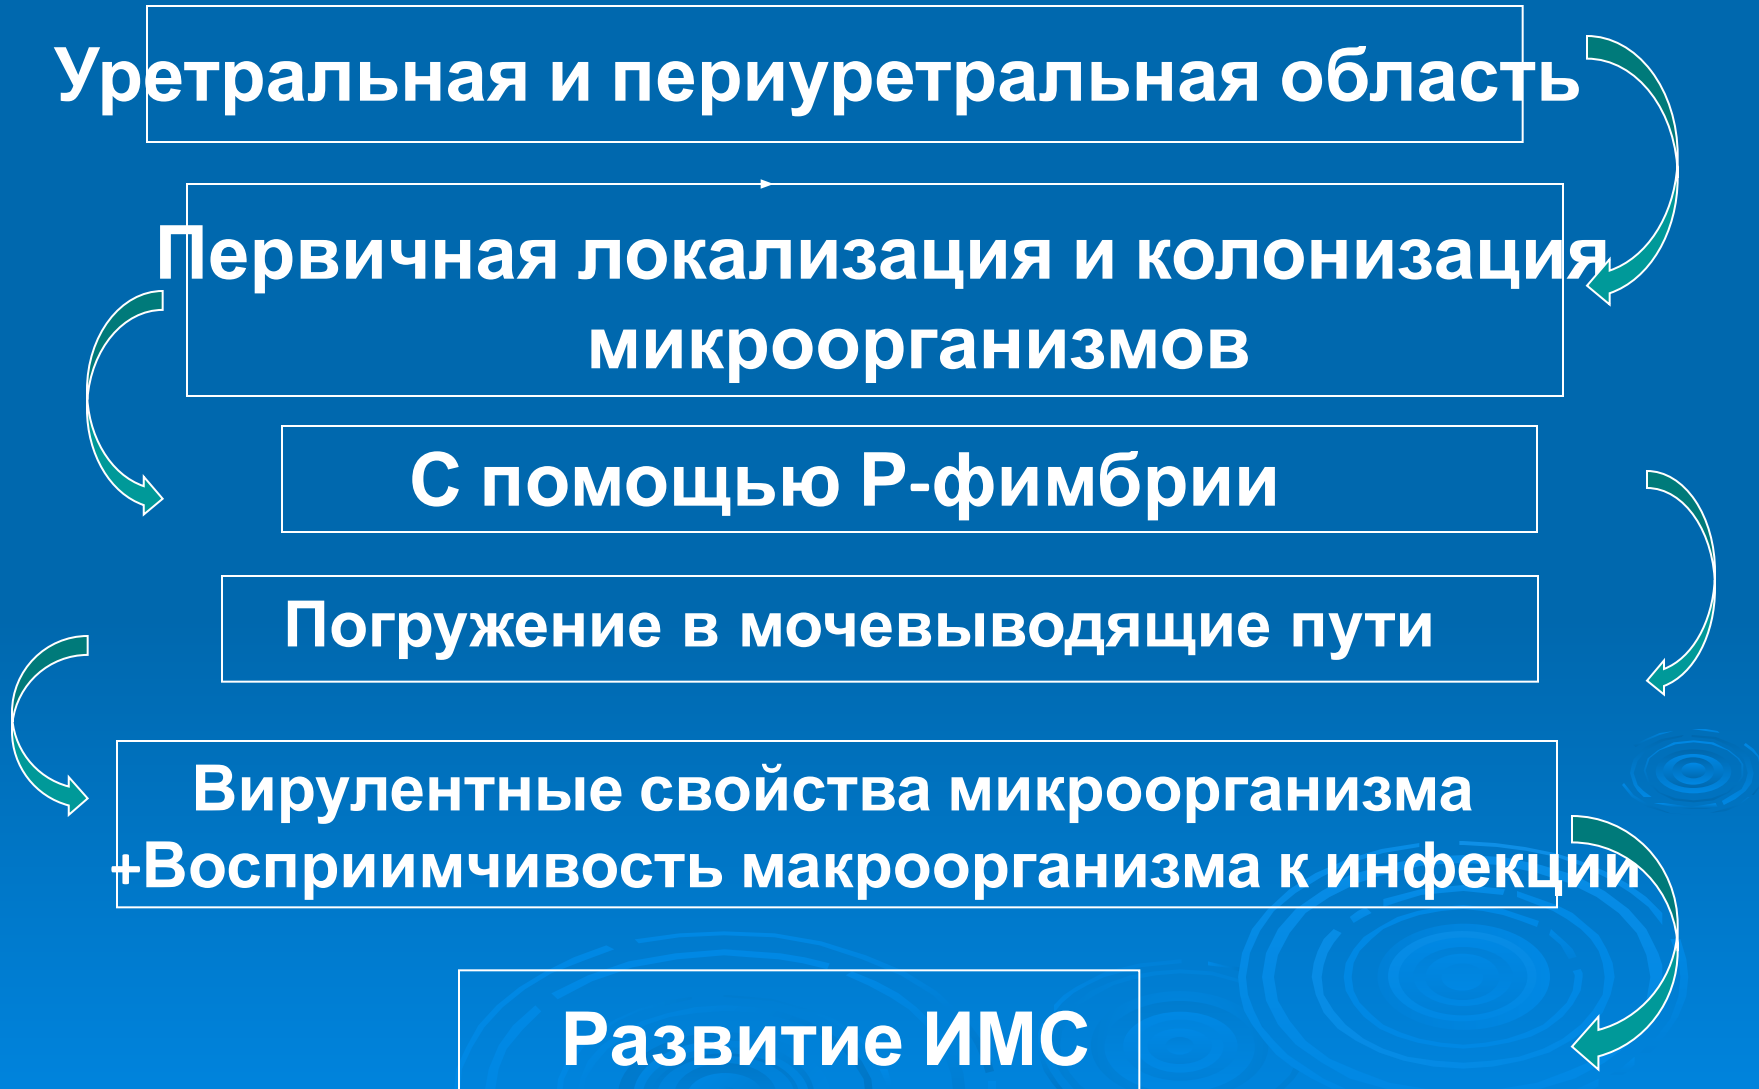 Уретральная и периуретральная область
Первичная локализация и колонизация
микроорганизмов
С помощью Р-фимбрии
Погружение в мочевыводящие пути
Вирулентные свойства микроорганизма
+Восприимчивость макроорганизма к инфекции
Развитие ИМС